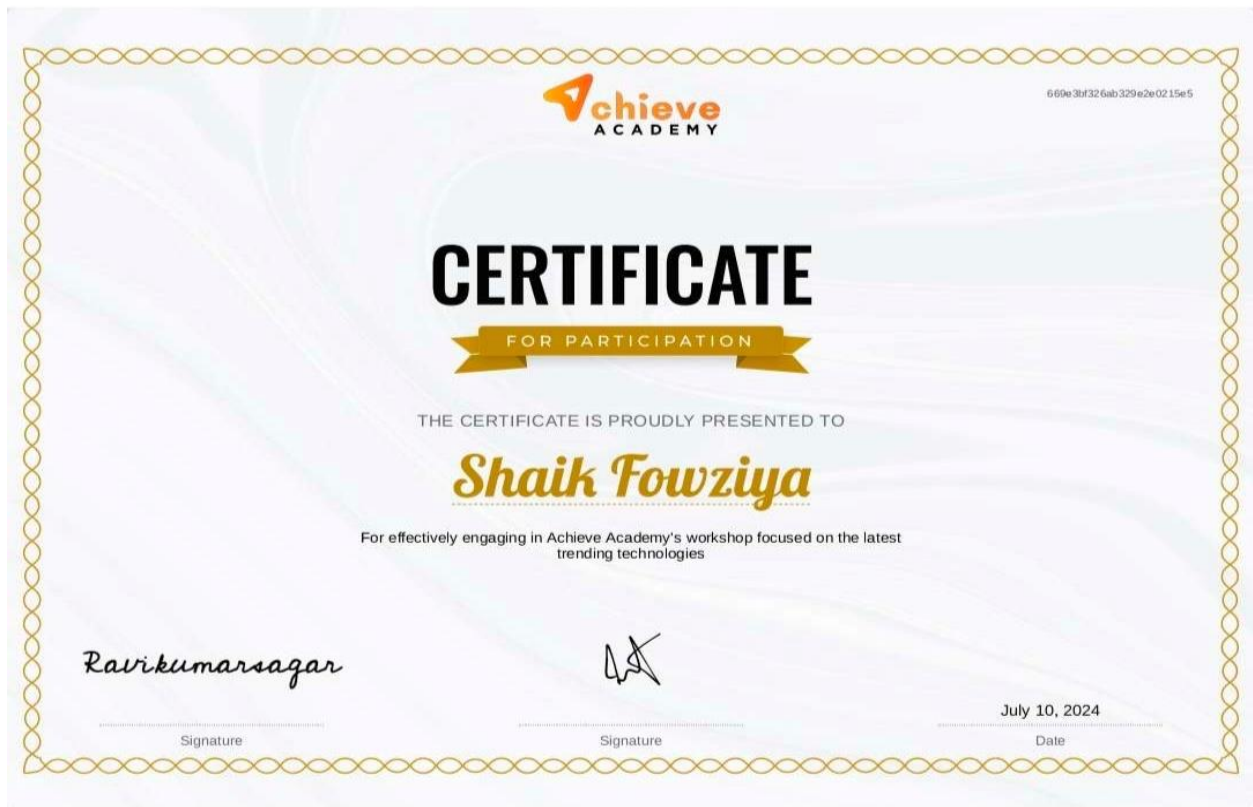 Achieve
ACADEMY
669e3bf326ab329e2e0215e5
CERTIFICATE
FOR PARTICIPATION
THE CERTIFICATE IS PROUDLY PRESENTED TO
Shaik Fowziya
For effectively engaging in Achieve Academy's workshop focused on the latest
trending technologies
Ravikumarsagar
July 10, 2024
Signature
Signature
Date